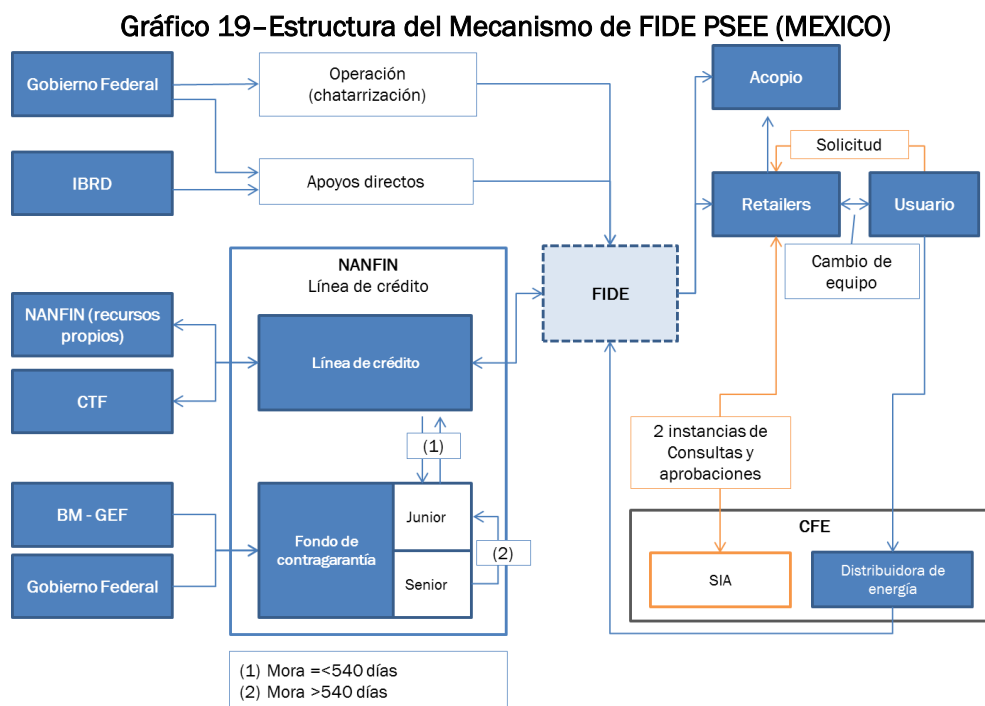 Gráfico 19–Estructura del Mecanismo de FIDE PSEE (MEXICO)
Gobierno Federal
Operación
(chatarrización)
Acopio
Solicitud
IBRD
Apoyos directos
Retailers
Usuario
Cambio de
equipo
NANFIN
Línea de crédito
FIDE
NANFIN (recursos
propios)
Línea de crédito
CTF
(1)
2 instancias de
Consultas y
aprobaciones
BM - GEF
Fondo de
contragarantía
Junior
(2)
Senior
Gobierno Federal
CFE
SIA
Distribuidora de
energía
(1) Mora =<540 días
(2) Mora >540 días